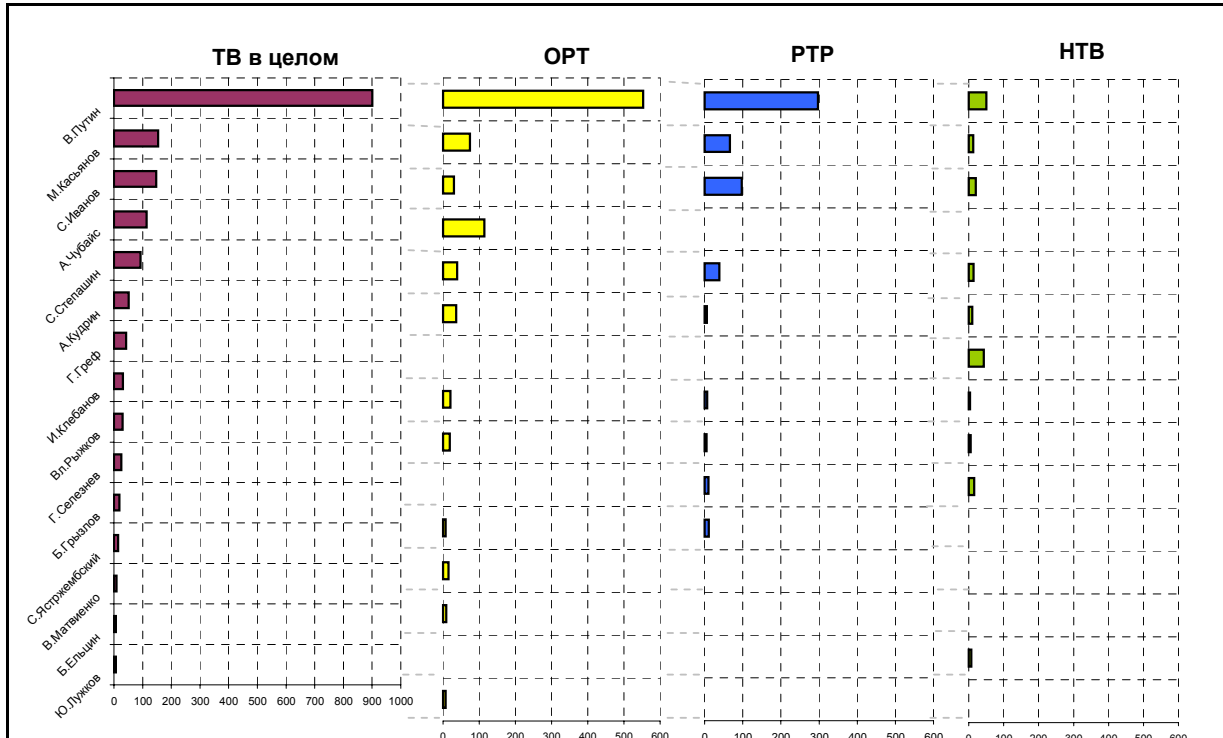 ТВ в целом
ОРТ
РТР
НТВ
В.Путин
М.Касьянов
С.Иванов
А.Чубайс
С.Степашин
А.Кудрин
Г.Греф
И.Клебанов
Вл.Рыжков
Г.Селезнев
Б.Грызлов
С.Ястржембский
В.Матвиенко
Б.Ельцин
Ю.Лужков
0 100 200 300 400 500 600 700 800 900 1000
0 100 200 300 400 500 600
0 100 200 300 400 500 600
0 100 200 300 400 500 600